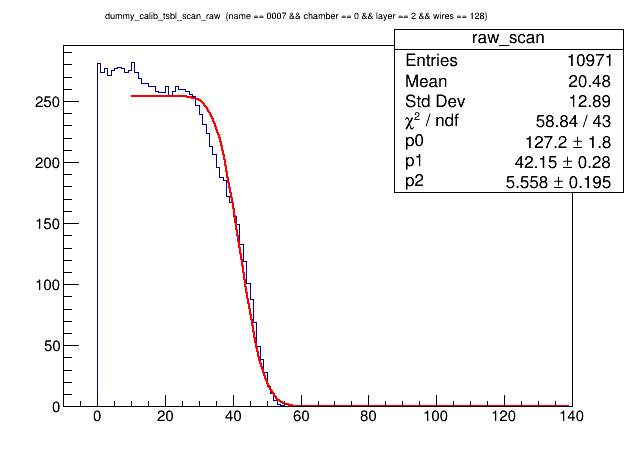 dummy_calib_tsbl_scan_raw (name == 0007 && chamber == 0 && layer == 2 && wires == 128)
raw_scan
Entries 10971
Mean 20.48
Std Dev 12.89
χ² / ndf 58.84 / 43
p0 127.2 ± 1.8
p1 42.15 ± 0.28
p2 5.558 ± 0.195
250
200
150
100
50
0
0 20 40 60 80 100 120 140